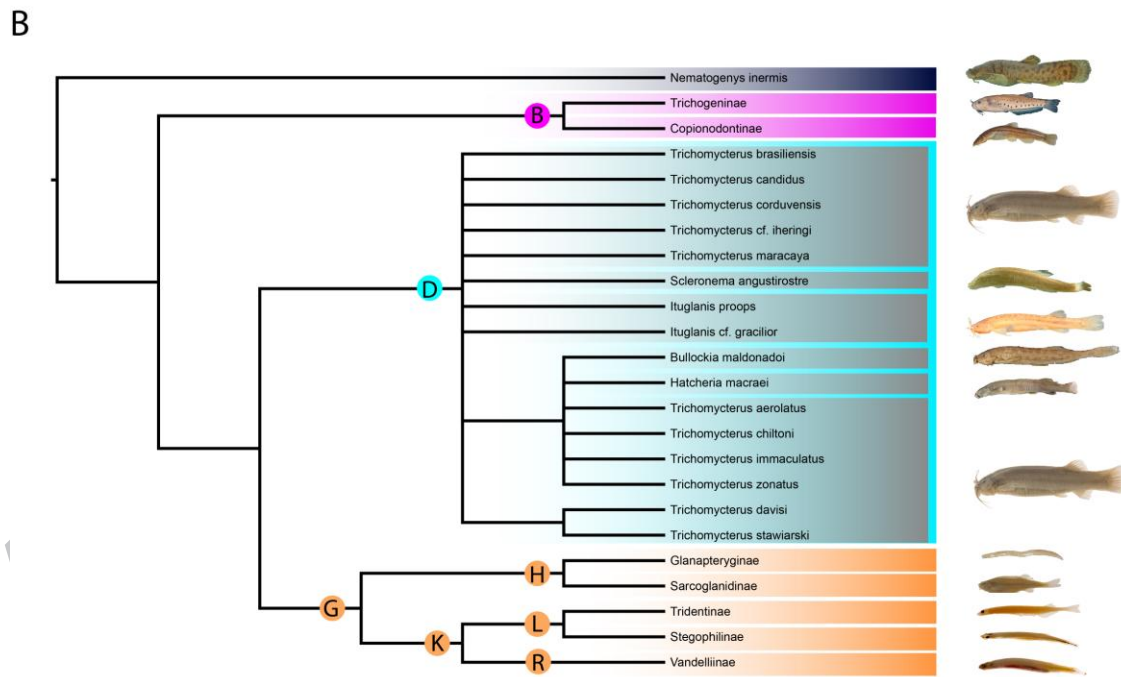 B
Nematogenys inermis
Trichogeninae
B
Copionodontinae
Trichomycterus brasiliensis
Trichomycterus candidus
Trichomycterus corduvensis
Trichomycterus cf. iheringi
Trichomycterus maracaya
D
Scleronema angustirostre
Ituglanis proops
Ituglanis cf. gracilior
Bullockia maldonadoi
Hatcheria macraei
Trichomycterus aerolatus
Trichomycterus chiltoni
Trichomycterus immaculatus
Trichomycterus zonatus
Trichomycterus davisi
Trichomycterus stawiarski
Glanapteryginae
H
Sarcoglanidinae
G
Tridentinae
L
Stegophilinae
K
R Vandelliinae